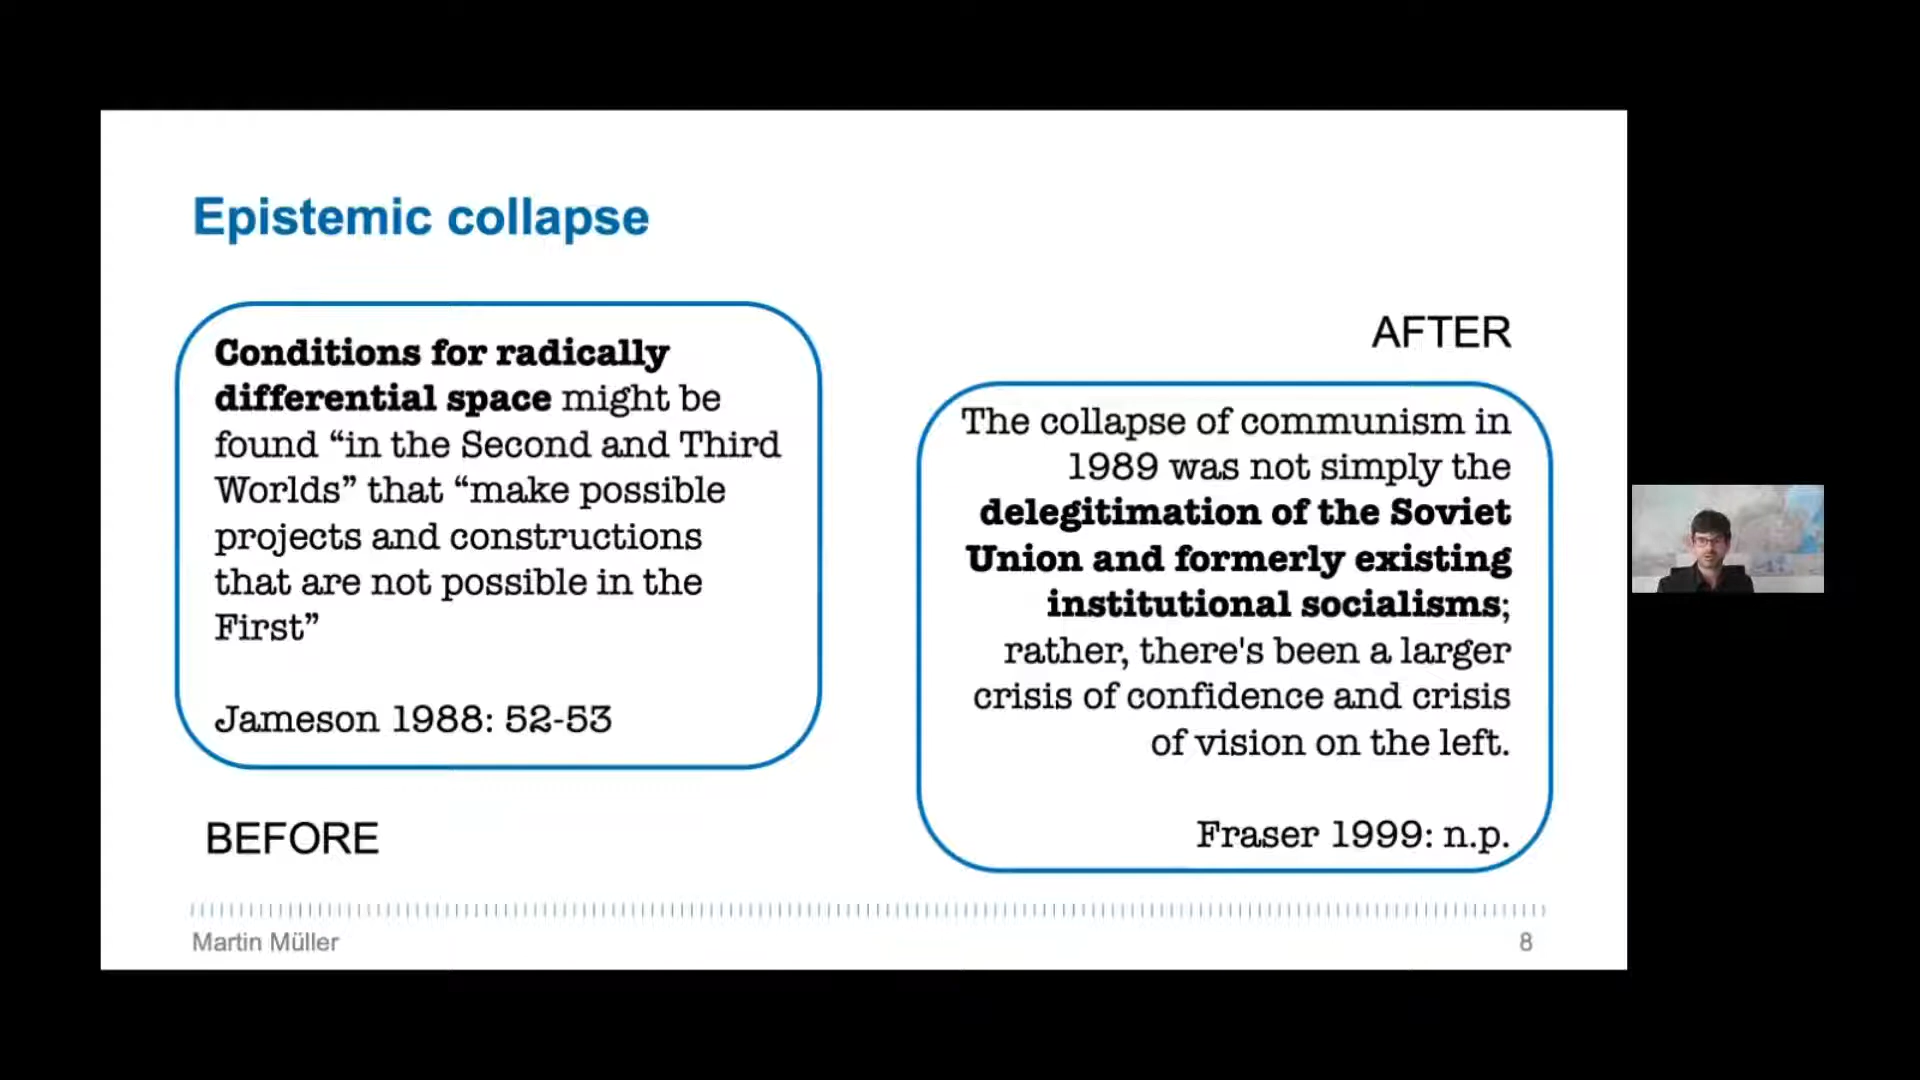 Epistemic collapse
Conditions for radically
differential space might be
found “in the Second and Third
Worlds” that “make possible
projects and constructions
that are not possible in the
First”
Jameson 1988: 52-53
BEFORE
AFTER
The collapse of communism in
1989 was not simply the
delegitimation of the Soviet
Union and formerly existing
institutional socialisms;
rather, there's been a larger
crisis of confidence and crisis
of vision on the left.
Fraser 1999: n.p.
Martin Müller
8